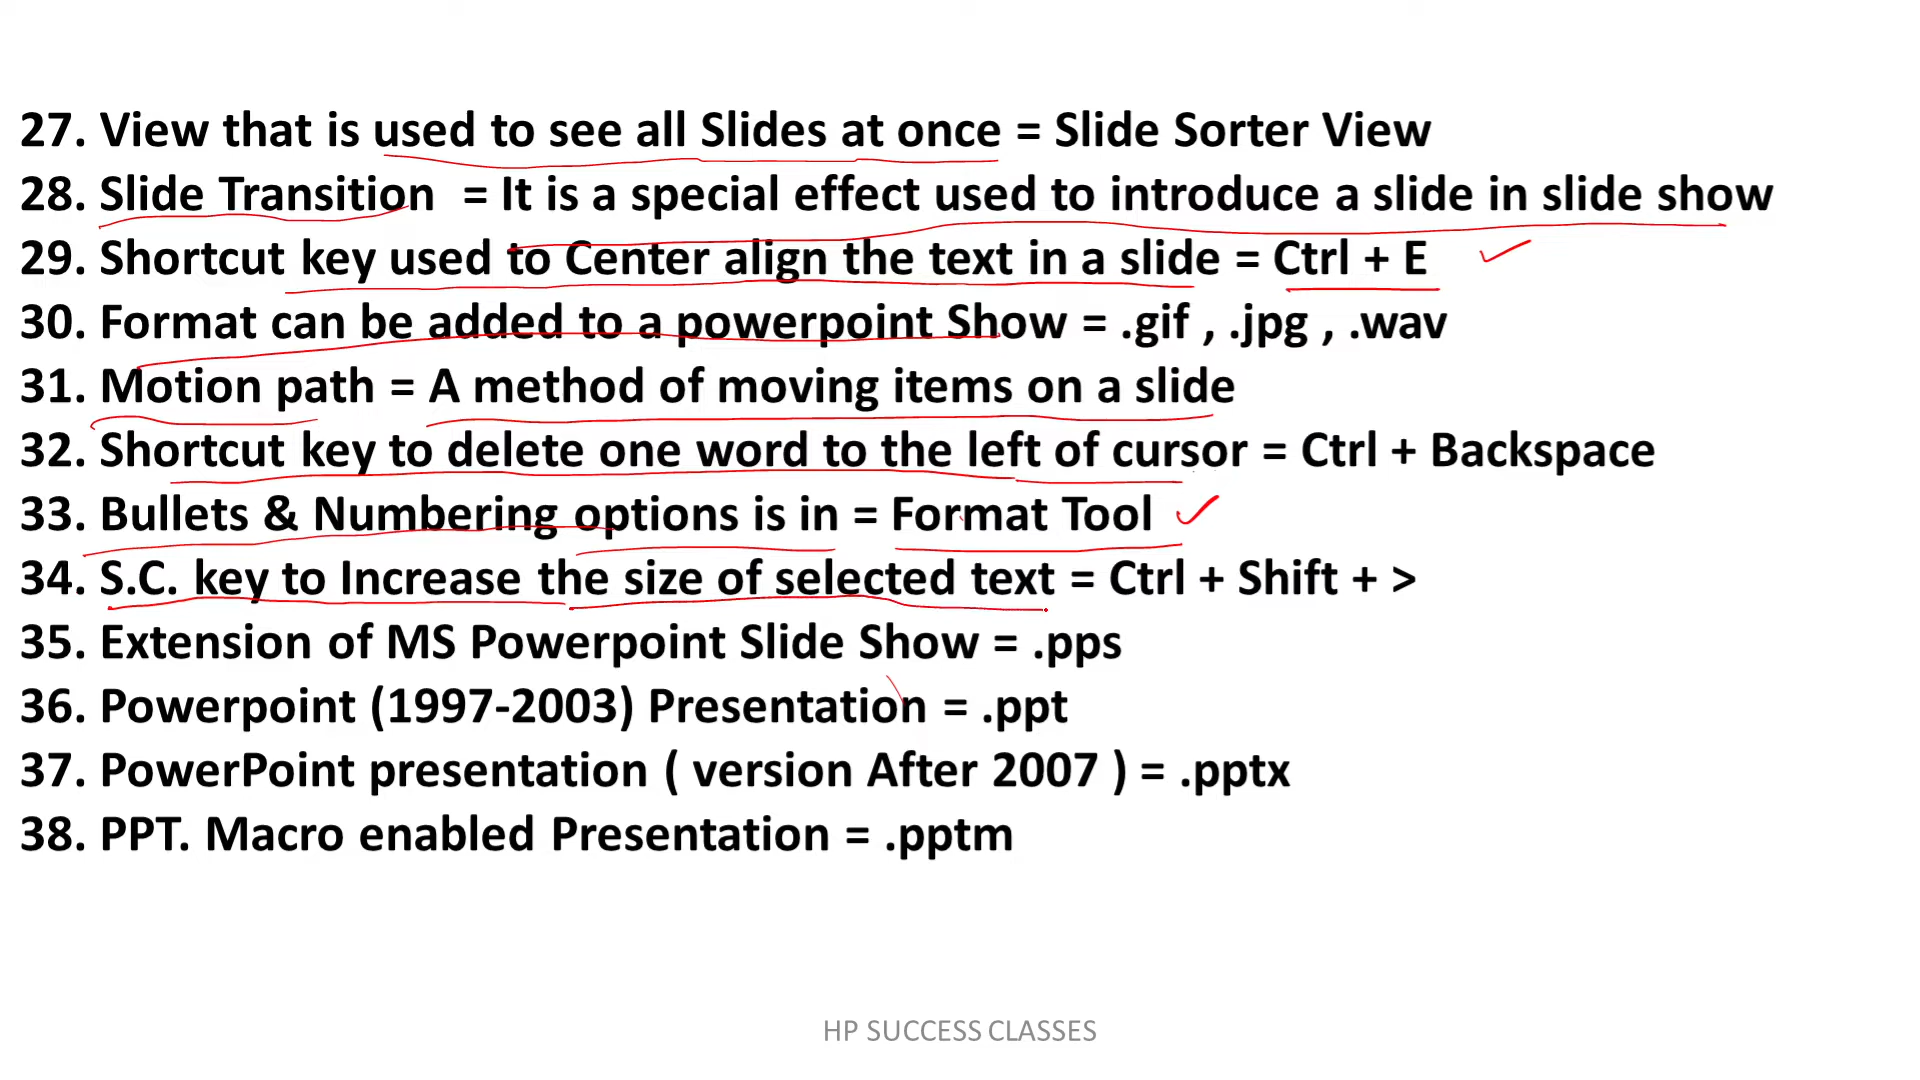 27. View that is used to see all Slides at once = Slide Sorter View
28. Slide Transition = It is a special effect used to introduce a slide in slide show
29. Shortcut key used to Center align the text in a slide = Ctrl + E
30. Format can be added to a powerpoint Show = .gif , .jpg , .wav
31. Motion path = A method of moving items on a slide
32. Shortcut key to delete one word to the left of cursor = Ctrl + Backspace
33. Bullets & Numbering options is in = Format Tool
34. S.C. key to Increase the size of selected text = Ctrl + Shift + >
35. Extension of MS Powerpoint Slide Show = .pps
36. Powerpoint (1997-2003) Presentation = .ppt
37. PowerPoint presentation ( version After 2007 ) = .pptx
38. PPT. Macro enabled Presentation = .pptm
HP SUCCESS CLASSES